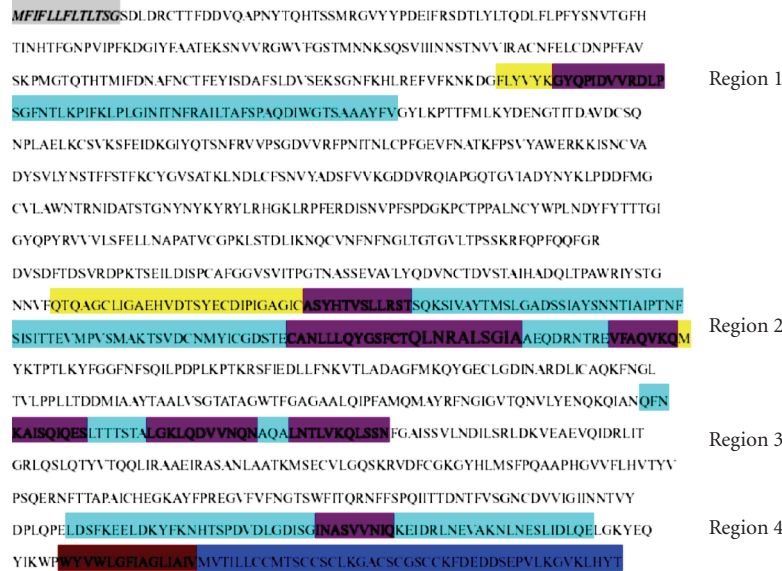 MFIFLLFLTLTSGSDLDRCTTFDDVQAPNYTQHTSSMRGVYYPDEIFRSDTLYLTQDLFLPFYSNVTGFH
TINHTFGNPVIPFKDGIYFAATEKSNVVRGWVFGSTMNNKSQSVIIINNSTNVVIRACNFELCDNPFFAV
SKPMGTQTHTMIFDNAFNCTFEYISDAFSLDVSEKSGNFKHLREFVFKNKDGFLYVYKGYQPIDVVRDLP Region 1
SGFNTLKPIFKLPLGINITNFRAILTAFSPAQDIWGTSAAAYFVGYLKPTTFMLKYDENGTITDAVDCSQ
NPLAELKCSVKSFEIDKGIYQTSNFRVVPSGDVVRFPNITNLCPFGEVFNATKFPSVYAWERKKISNCVA
DYSVLYNSTFFSTFKCYGVSATKLNDLCFSNVYADSFVVKGDDVRQIAPGQTGVIADYNYKLPDDFMG
CVLAWNTRNIDATSTGNYNYKYRYLRHGKLRPFERDISNVPFSPDGKPCTPPALNCYWPLNDYFYTTTGI
GYQPYRVVVLSFELLNAPATVCGPKLSTDLIKNQCVNFNFNGLTGTGVLTPSSKRFQPFQQFGR
DVSDFTDSVRDPKTSEILDISPCAFGGVSVITPGTNASSEVAVLYQDVNCTDVSTAIHADQLTPAWRIYSTG
NNVFQTQAGCLIGAEHVDTSYECDIPIGAGICASYHTVSLLRSTSQKSIVAYTMSLGADSSIAYSNNTIAIPTNF
SISITTEVMPVSMAKTSVDCNMYICGDSTECANLLLQYGSFCTQLNRALSGIAAEQDRNTREVFAQVKQM Region 2
YKTPTLKYFGGFNFSQILPDPLKPTKRSFIEDLLFNKVTLADAGFMKQYGECLGDINARDLICAQKFNGL
TVLPPLLTDDMIAAYTAALVSGTATAGWTFGAGAALQIPFAMQMAYRFNGIGVTQNVLYENQKQIANQFN
KAISQIQESLTTTSTALGKLQDVVNQNAQALNTLVKQLSSNFGAISSVLNDILSRLDKVEAEVQIDRLIT Region 3
GRLQSLQTYVTQQLIRAAEIRASANLAATKMSECVLGQSKRVDFCGKGYHLMSFPQAAPHGVVFLHVTYV
PSQERNFTTAPAICHEGKAYFPREGVFVFNGTSWFITQRNFFSPQIITTDNTFVSGNCDVVIGIINNTVY
DPLQPELDSFKEELDKYFKNHTSPDVDLGDISGINASVVNIQKEIDRLNEVAKNLNESLIDLQELGKYEQ Region 4
YIKWPWYVWLGFIAGLIAIVMVTILLCCMTSCCSCLKGACSCGSCCKFDEDDSEPVLKGVKLHYT